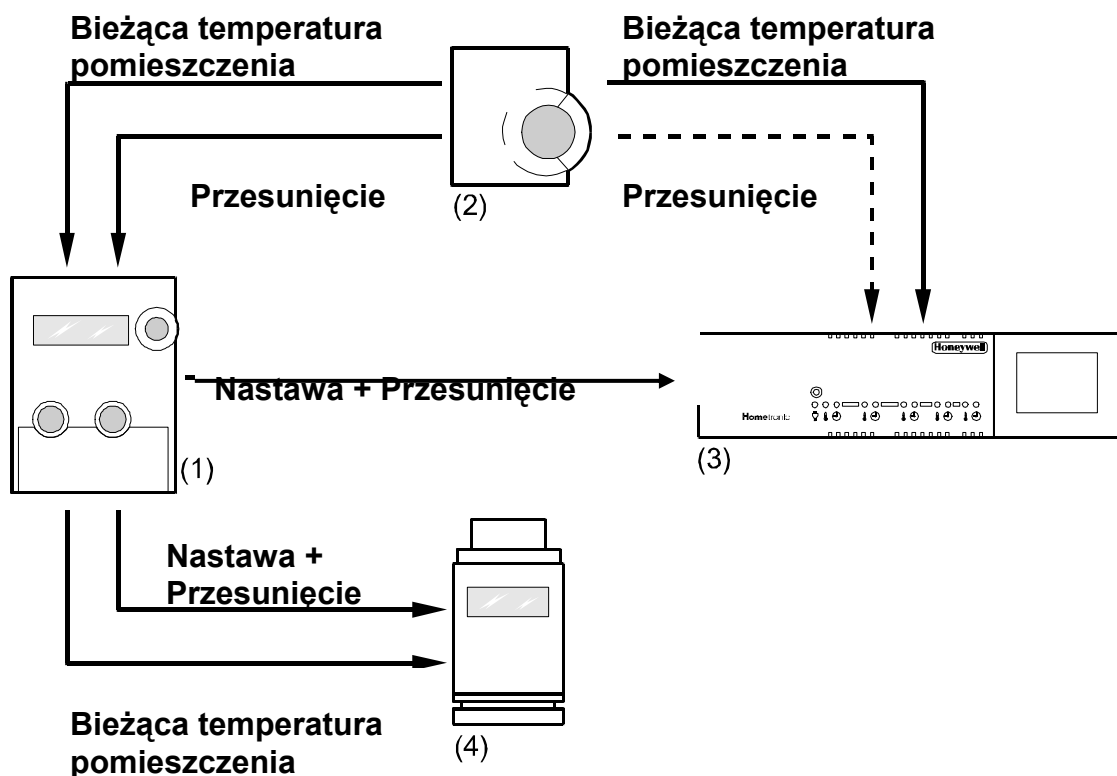 Bieżąca temperatura
pomieszczenia
Bieżąca temperatura
pomieszczenia
Przesunięcie
(2)
Przesunięcie
Honeywell
Nastawa + Przesunięcie
Hometronic
(1)
(3)
Nastawa +
Przesunięcie
Bieżąca temperatura
pomieszczenia
(4)